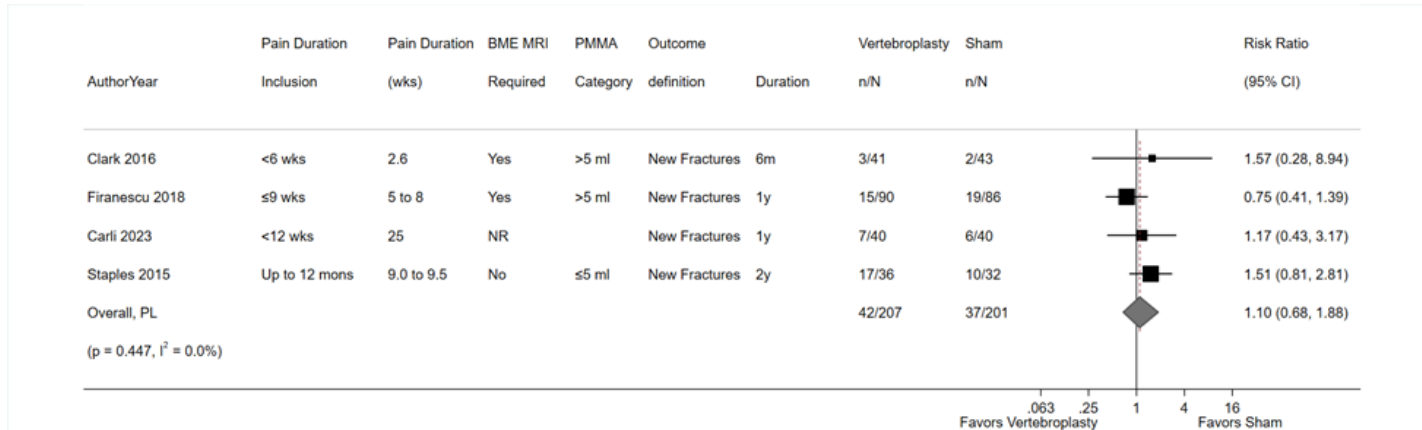 Pain Duration Pain Duration BME MRI PMMA Outcome Vertebroplasty Sham Risk Ratio
AuthorYear Inclusion (wks) Required Category definition Duration n/N n/N (95% CI)
Clark 2016 <6 wks 2.6 Yes >5 ml New Fractures 6m 3/41 2/43 1.57 (0.28, 8.94)
Firanescu 2018 ≤9 wks 5 to 8 Yes >5 ml New Fractures 1y 15/90 19/86 0.75 (0.41, 1.39)
Carli 2023 <12 wks 25 NR New Fractures 1y 7/40 6/40 1.17 (0.43, 3.17)
Staples 2015 Up to 12 mons 9.0 to 9.5 No ≤5 ml New Fractures 2y 17/36 10/32 1.51 (0.81, 2.81)
Overall, PL 42/207 37/201 1.10 (0.68, 1.88)
(p = 0.447, I² = 0.0%)
.063 .25 1 4 16
Favors Vertebroplasty Favors Sham